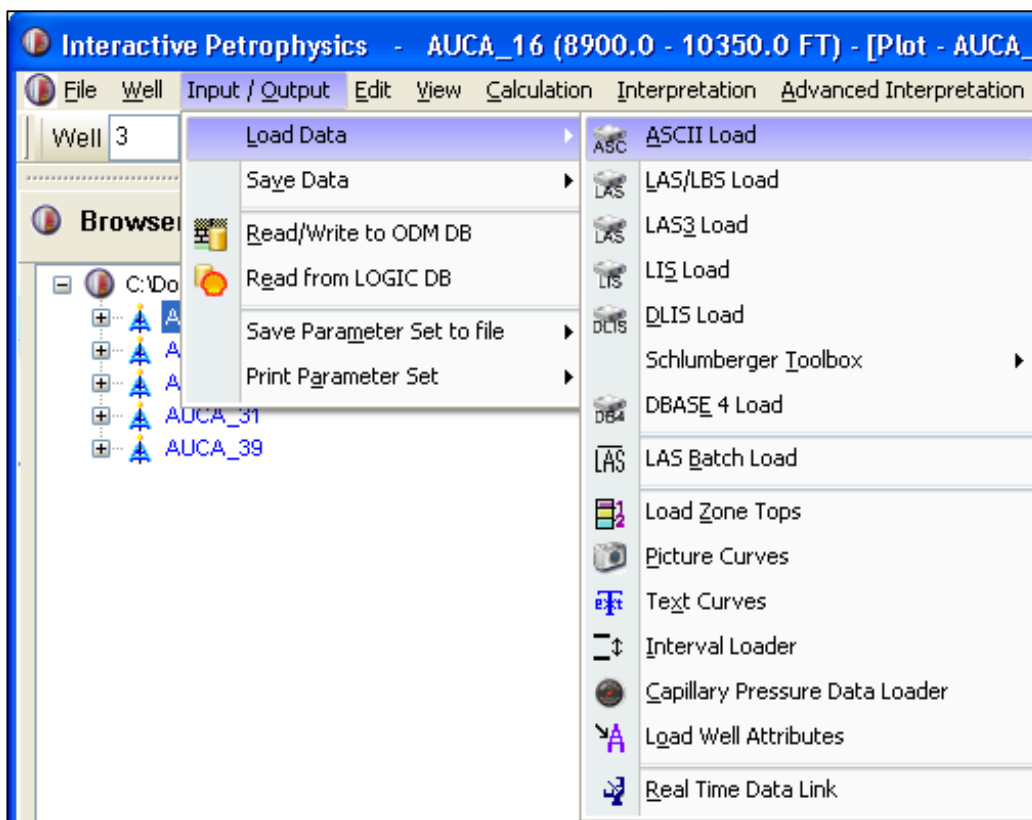 Interactive Petrophysics - AUCA_16 (8900.0 - 10350.0 FT) - [Plot - AUCA_
File Well Input / Output Edit View Calculation Interpretation Advanced Interpretation
Well 3
Browse
C:\Do
A
A
A
AUCA_31
AUCA_39
Load Data
Save Data
Read/Write to ODM DB
Read from LOGIC DB
Save Parameter Set to file
Print Parameter Set
ASC ASCII Load
LAS LAS/LBS Load
LAS LAS3 Load
LIS LIS Load
DLIS DLIS Load
Schlumberger Toolbox
DB4 DBASE 4 Load
LAS LAS Batch Load
1 2 Load Zone Tops
Picture Curves
Text Text Curves
Interval Loader
Capillary Pressure Data Loader
A Load Well Attributes
Real Time Data Link